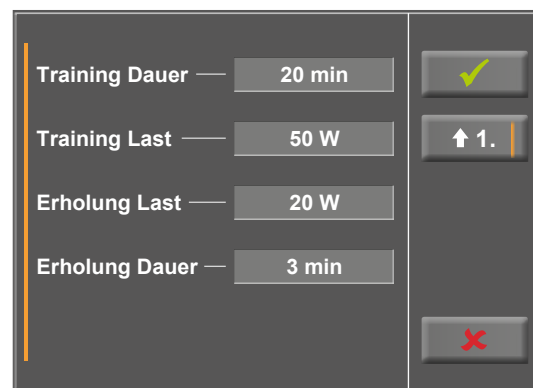 Training Dauer 20 min
Training Last 50 W
1.
Erholung Last 20 W
Erholung Dauer 3 min